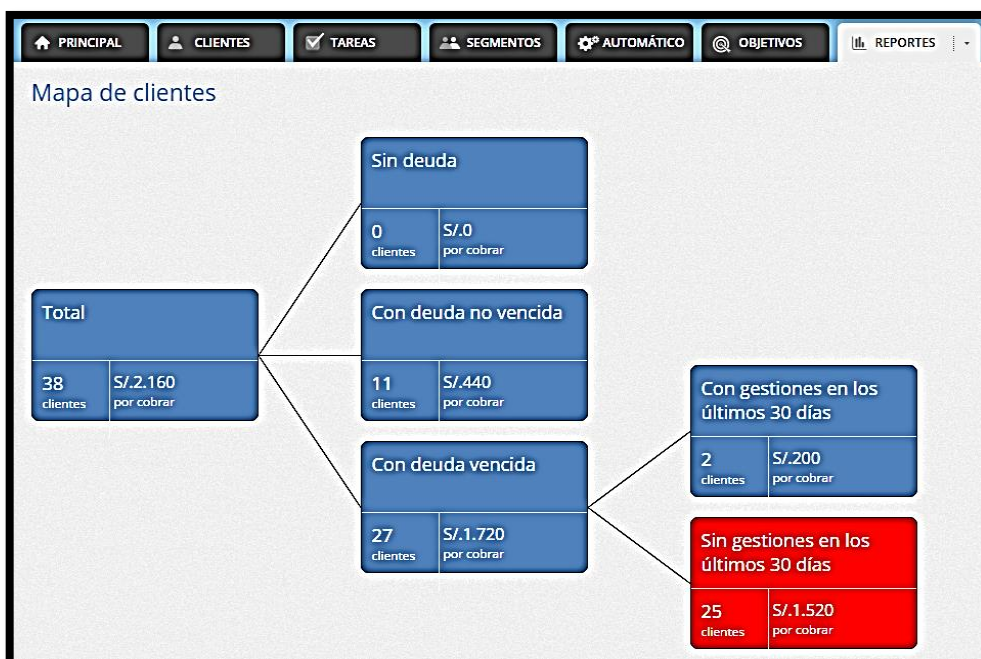 PRINCIPAL
CLIENTES
TAREAS
SEGMENTOS
AUTOMÁTICO
OBJETIVOS
REPORTES
Mapa de clientes
Sin deuda
0 S/.0
clientes por cobrar
Total
38 S/.2.160
clientes por cobrar
Con deuda no vencida
11 S/.440
clientes por cobrar
Con deuda vencida
27 S/.1.720
clientes por cobrar
Con gestiones en los
últimos 30 días
2 S/.200
clientes por cobrar
Sin gestiones en los
últimos 30 días
25 S/.1.520
clientes por cobrar